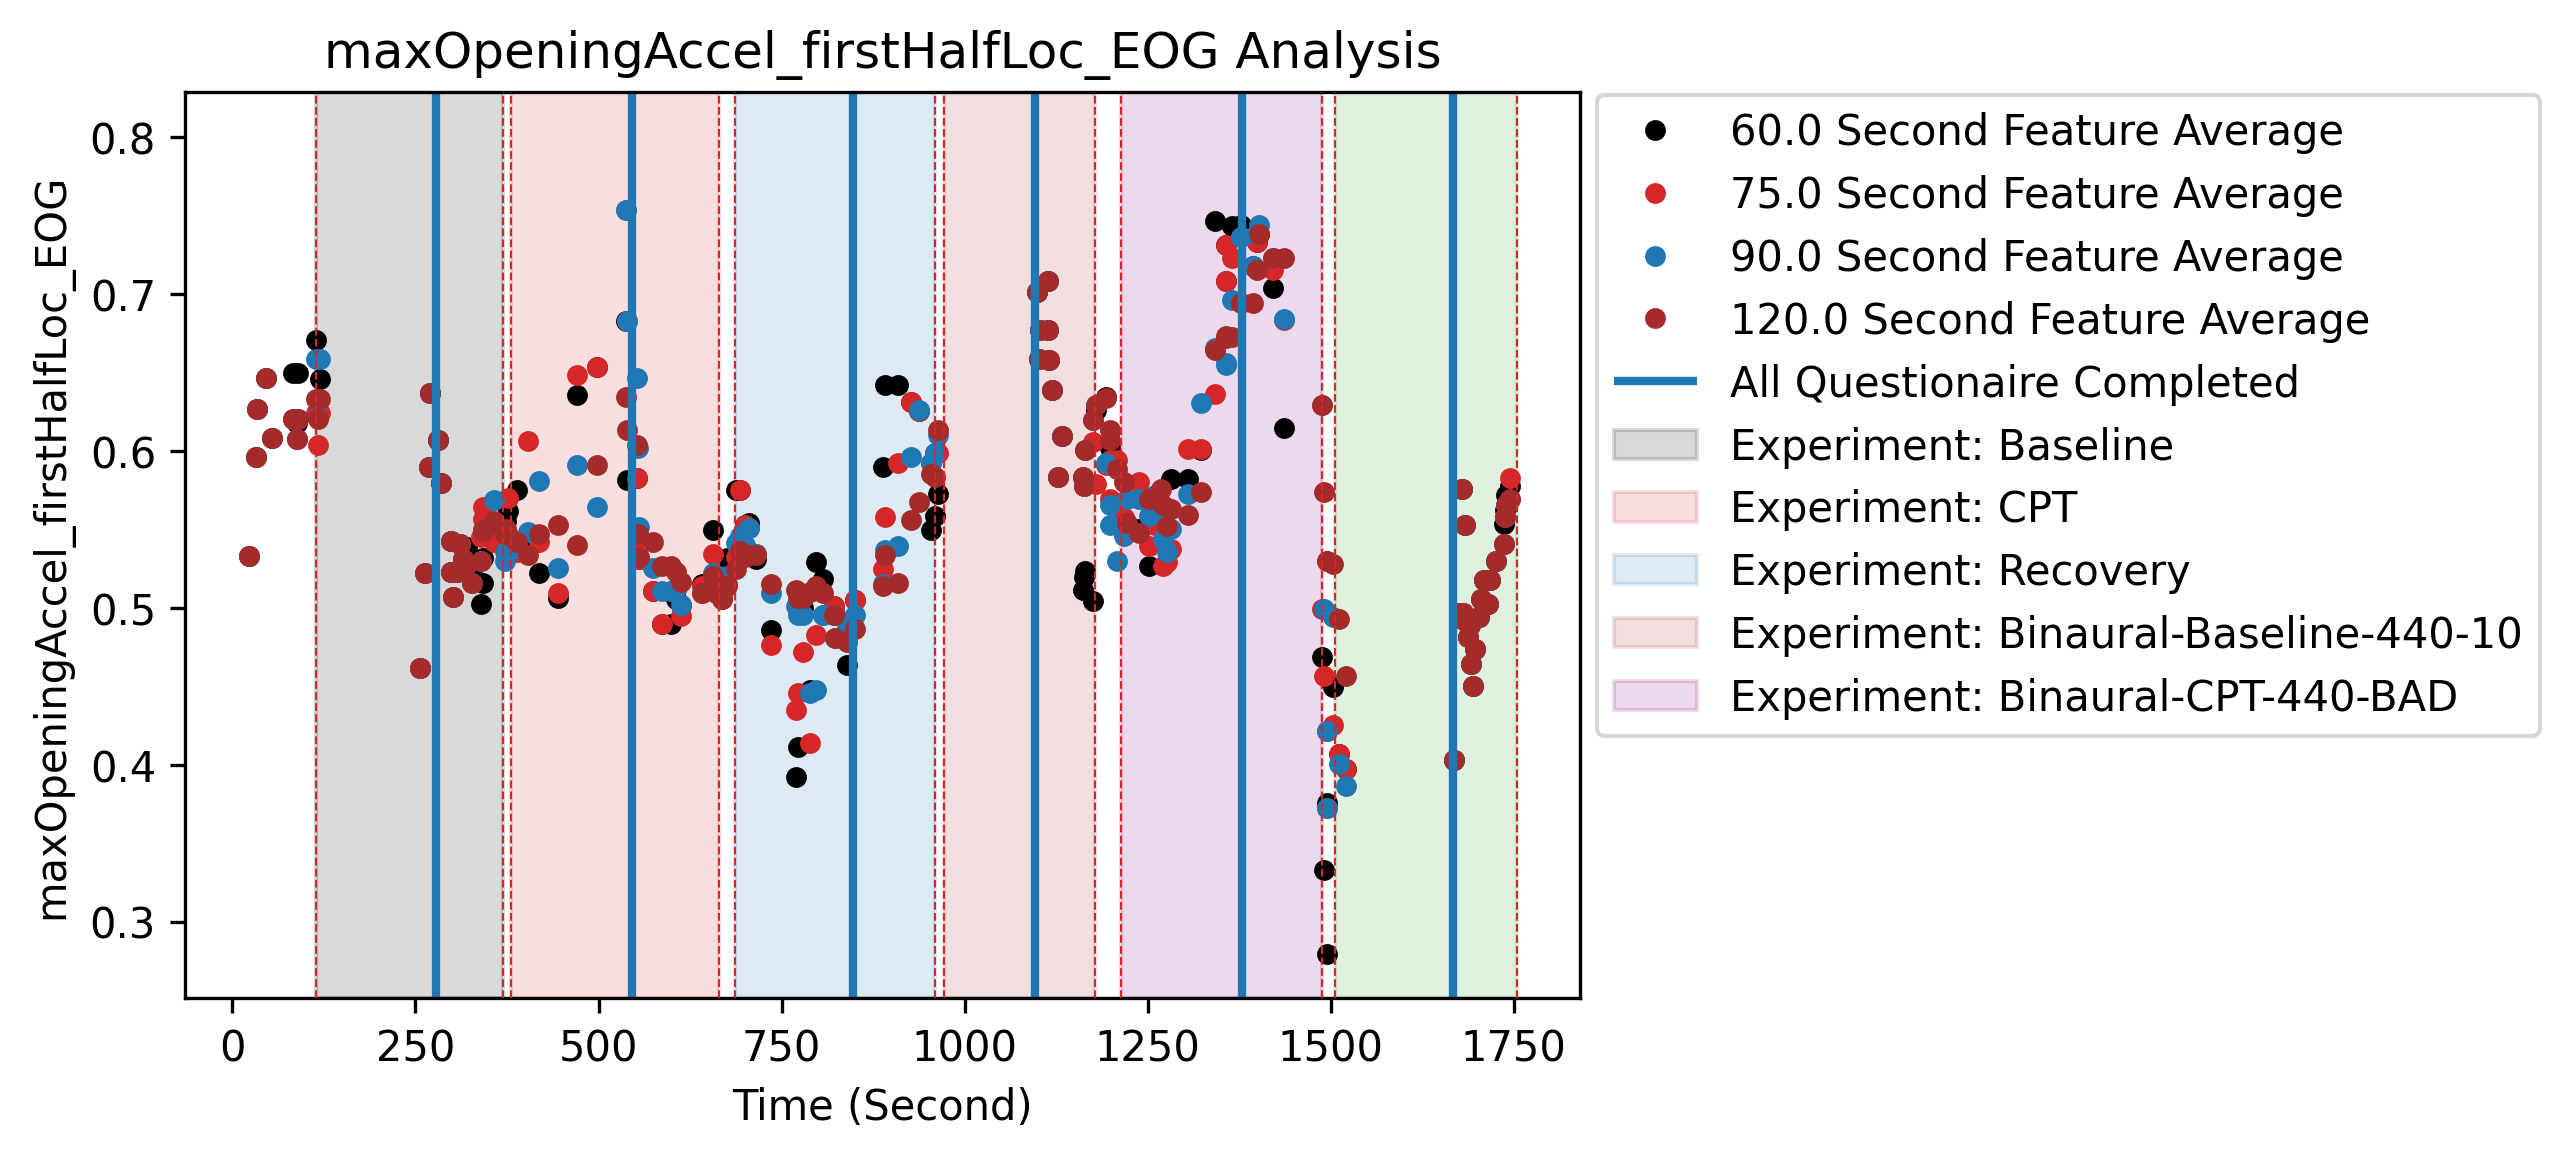 maxOpeningAccel_firstHalfLoc_EOG Analysis
maxOpeningAccel_firstHalfLoc_EOG
0.8
0.7
0.6
0.5
0.4
0.3
0 250 500 750 1000 1250 1500 1750
Time (Second)
60.0 Second Feature Average
75.0 Second Feature Average
90.0 Second Feature Average
120.0 Second Feature Average
All Questionaire Completed
Experiment: Baseline
Experiment: CPT
Experiment: Recovery
Experiment: Binaural-Baseline-440-10
Experiment: Binaural-CPT-440-BAD